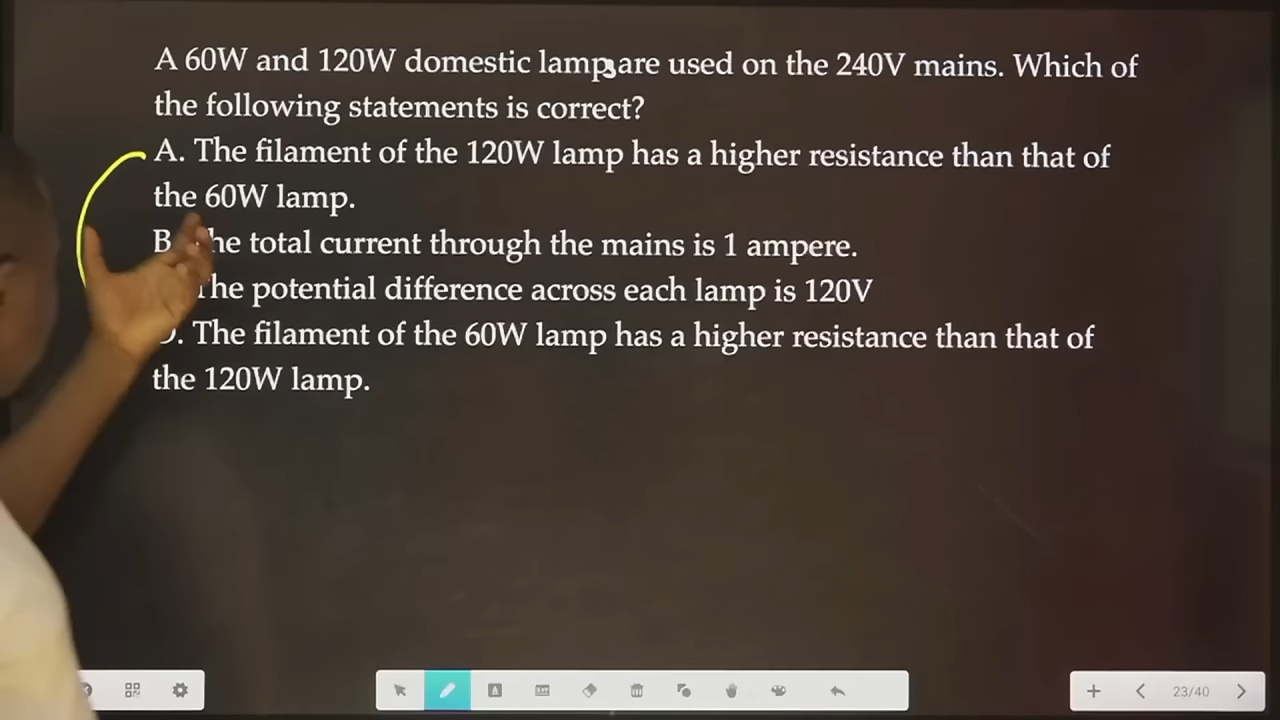 A 60W and 120W domestic lamps are used on the 240V mains. Which of
the following statements is correct?
A. The filament of the 120W lamp has a higher resistance than that of
the 60W lamp.
B he total current through the mains is 1 ampere.
The potential difference across each lamp is 120V
D. The filament of the 60W lamp has a higher resistance than that of
the 120W lamp.
23/40